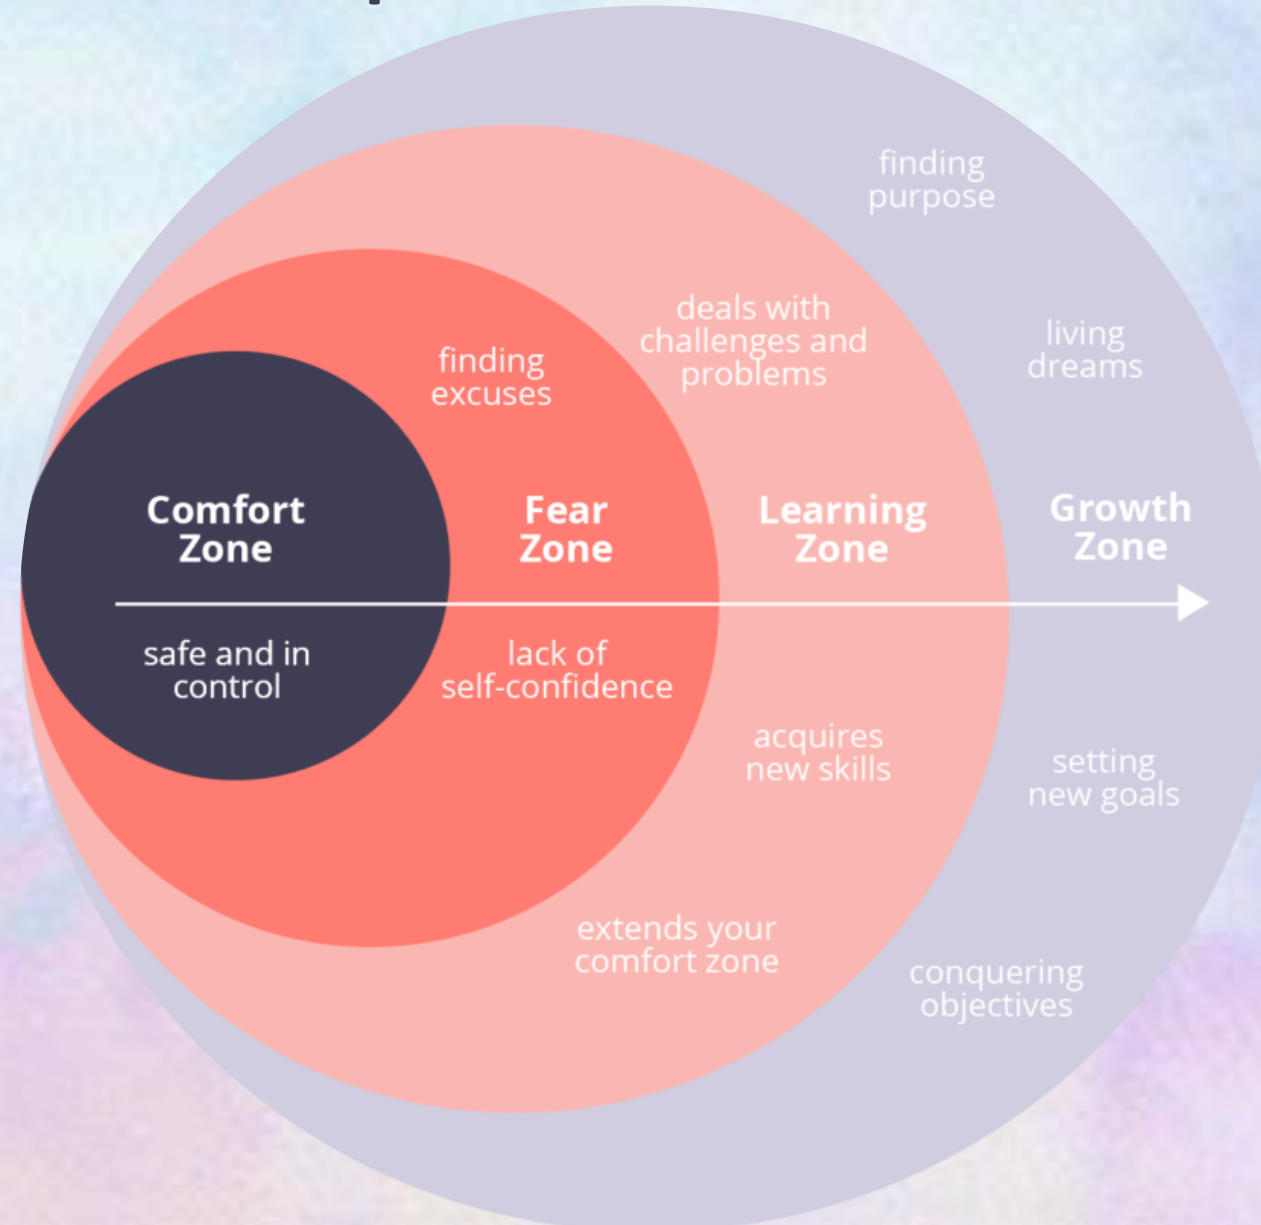 finding
purpose
deals with
challenges and
problems
living
dreams
finding
excuses
Comfort
Zone
Fear
Zone
Learning
Zone
Growth
Zone
safe and in
control
lack of
self-confidence
acquires
new skills
setting
new goals
extends your
comfort zone
conquering
objectives